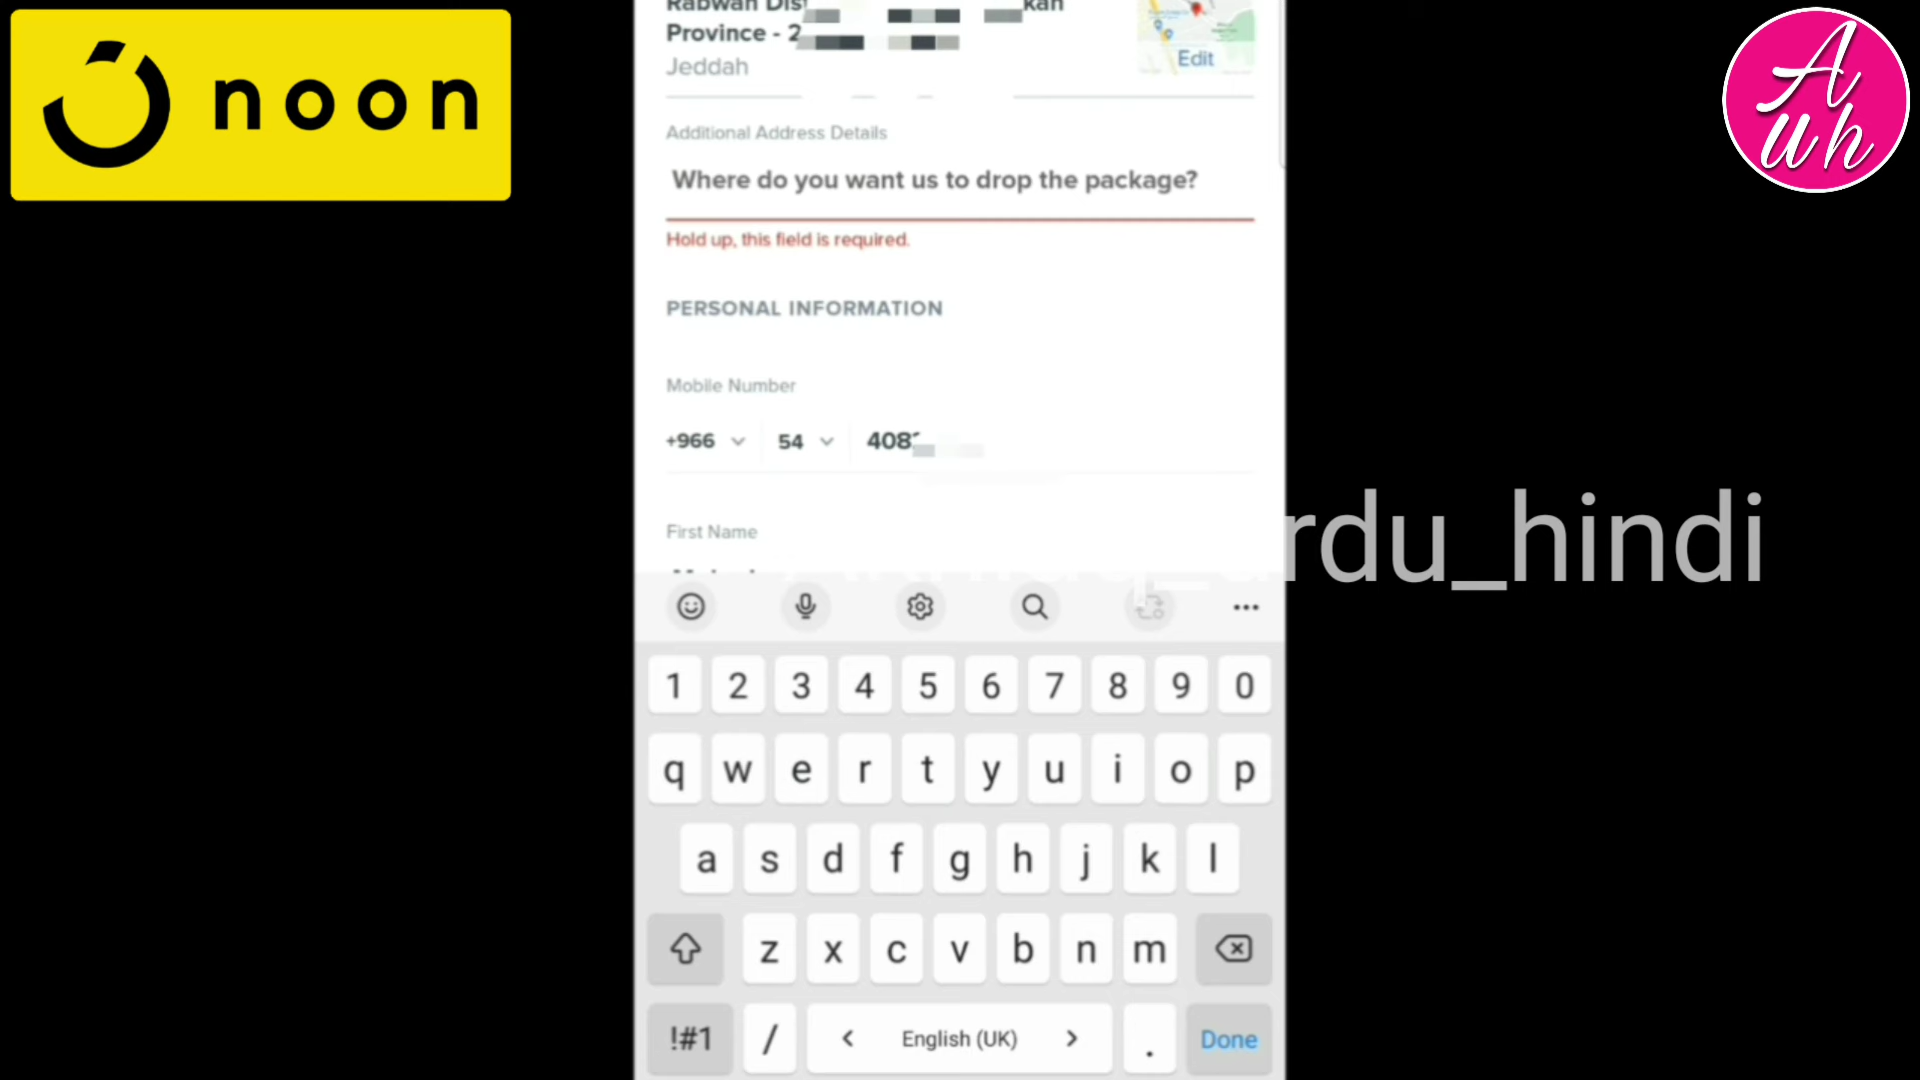 noon
A
uh
Rabwah
Province - 2
Jeddah
Edit
Additional Address Details
Where do you want us to drop the package?
Hold up, this field is required.
PERSONAL INFORMATION
Mobile Number
+966 54 408
First Name
rdu_hindi
1 2 3 4 5 6 7 8 9 0
q w e r t y u i o p
a s d f g h j k l
z x c v b n m
!#1 / < English (UK) > . Done